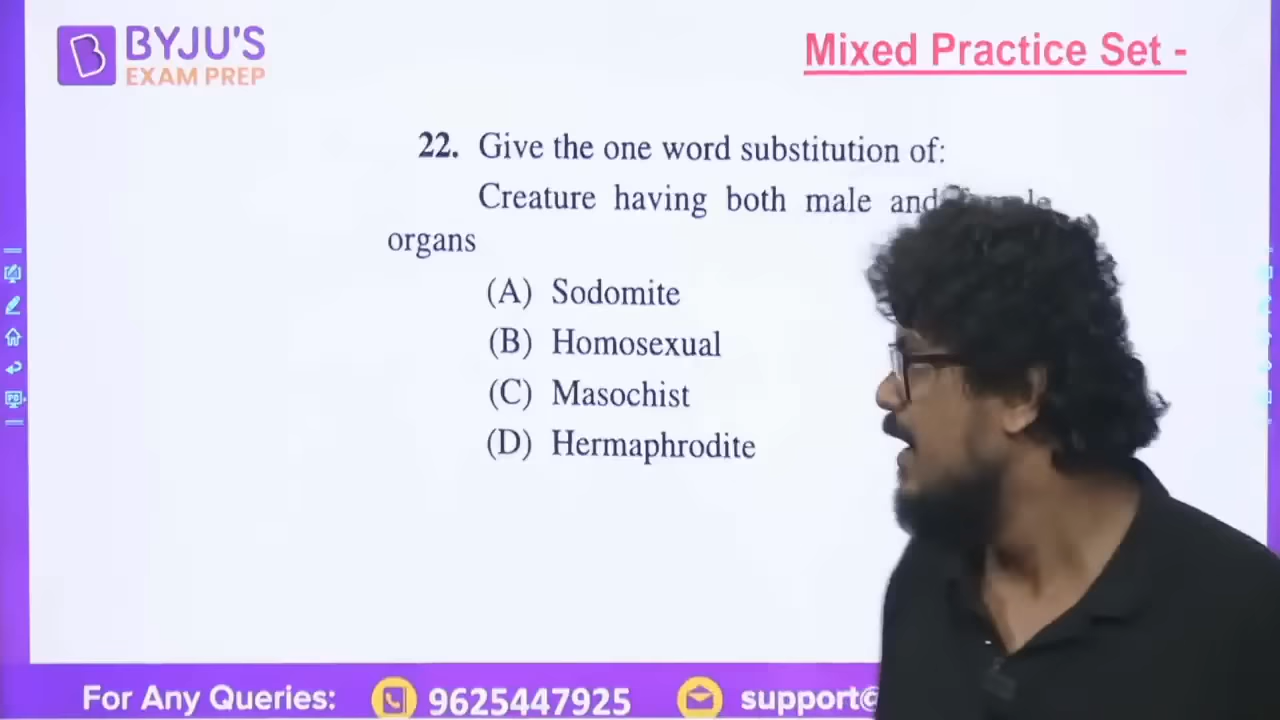 BYJU'S
EXAM PREP
Mixed Practice Set -
22. Give the one word substitution of:
Creature having both male and
organs
(A) Sodomite
(B) Homosexual
(C) Masochist
(D) Hermaphrodite
For Any Queries: 9625447925 support@